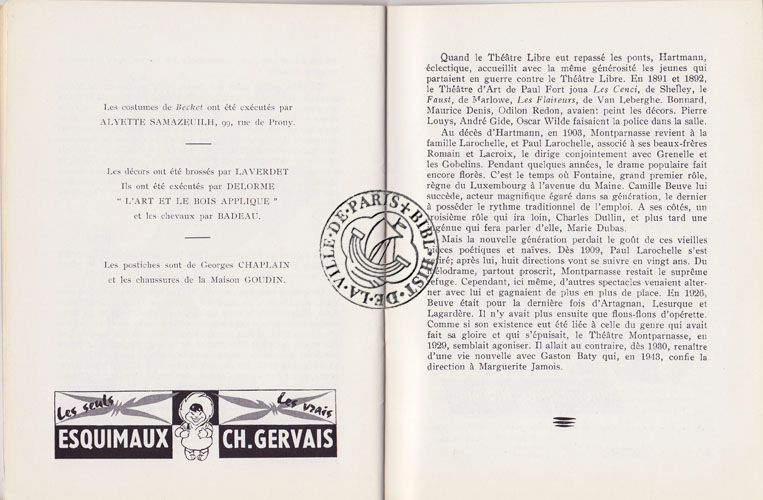 Les costumes de Becket ont été exécutés par
ALYETTE SAMAZEUILH, 99, rue de Prony.
Les décors ont été brossés par LAVERDET
Ils ont été exécutés par DELORME
“ L'ART ET LE BOIS APPLIQUE ”
et les chevaux par BADEAU.
Les postiches sont de Georges CHAPLAIN
et les chaussures de la Maison GOUDIN.
Les seuls
Les vrais
ESQUIMAUX CH. GERVAIS
BIBL·HIST·DE·LA·VILLE·DE·PARIS
Quand le Théâtre Libre eut repassé les ponts, Hartmann,
éclectique, accueillit avec la même générosité les jeunes qui
partaient en guerre contre le Théâtre Libre. En 1891 et 1892,
le Théâtre d'Art de Paul Fort joua Les Cenci, de Shelley, le
Faust, de Marlowe, Les Flaireurs, de Van Leberghe. Bonnard,
Maurice Denis, Odilon Redon, avaient peint les décors. Pierre
Louys, André Gide, Oscar Wilde faisaient la police dans la salle.
Au décès d'Hartmann, en 1903, Montparnasse revient à la
famille Larochelle, et Paul Larochelle, associé à ses beaux-frères
Romain et Lacroix, le dirige conjointement avec Grenelle et
les Gobelins. Pendant quelques années, le drame populaire fait
encore florès. C'est le temps où Fontaine, grand premier rôle,
règne du Luxembourg à l'avenue du Maine. Camille Beuve lui
succède, acteur magnifique égaré dans sa génération, le dernier
à posséder le rythme traditionnel de l'emploi. A ses côtés, un
troisième rôle qui ira loin, Charles Dullin, et plus tard une
ingénue qui fera parler d'elle, Marie Dubas.
Mais la nouvelle génération perdait le goût de ces vieilles
pièces poétiques et naïves. Dès 1909, Paul Larochelle s'est
retiré; après lui, huit directions vont se suivre en vingt ans. Du
mélodrame, partout proscrit, Montparnasse restait le suprême
refuge. Cependant, ici même, d'autres spectacles venaient alter-
ner avec lui et gagnaient de plus en plus de place. En 1926,
Beuve était pour la dernière fois d'Artagnan, Lesurque et
Lagardère. Il n'y avait plus ensuite que flons-flons d'opérette.
Comme si son existence eut été liée à celle du genre qui avait
fait sa gloire et qui s'épuisait, le Théâtre Montparnasse, en
1929, semblait agoniser. Il allait au contraire, dès 1930, renaître
d'une vie nouvelle avec Gaston Baty qui, en 1943, confie la
direction à Marguerite Jamois.